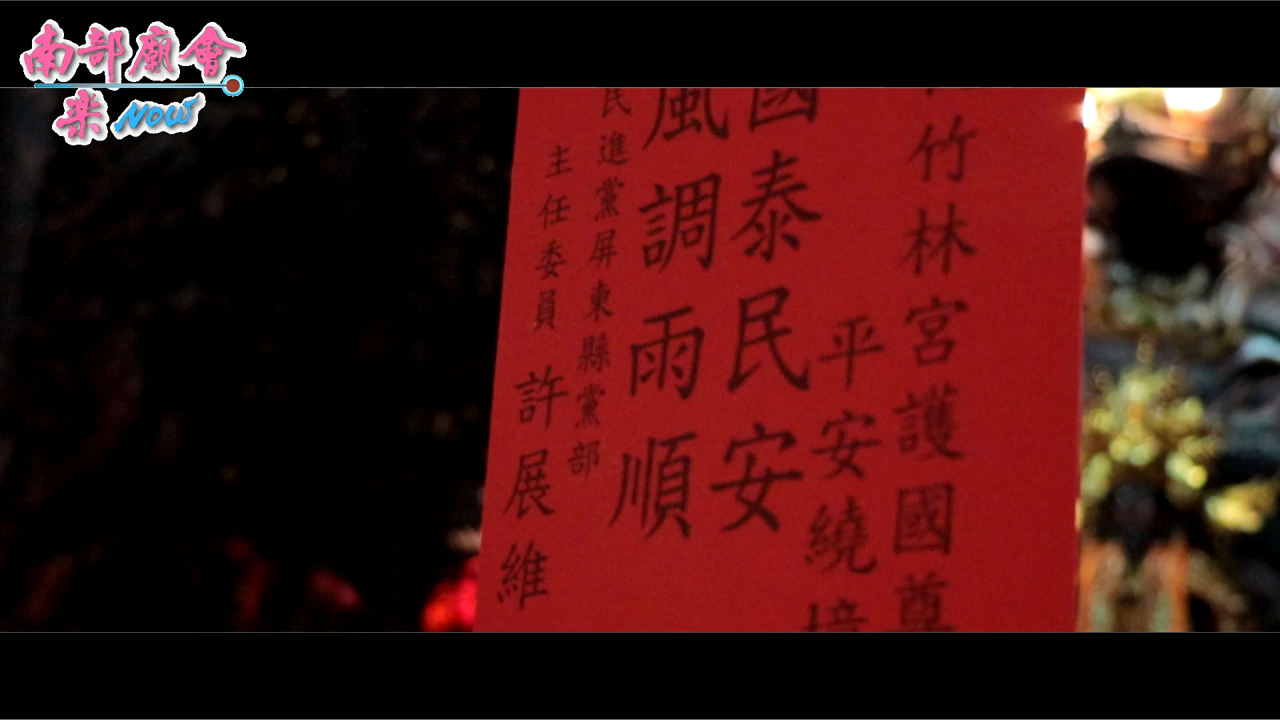 南部廟會
楽NOW
竹林宮護國尊
平安繞境
國泰民安
風調雨順
民進黨屏東縣黨部
主任委員 許展維